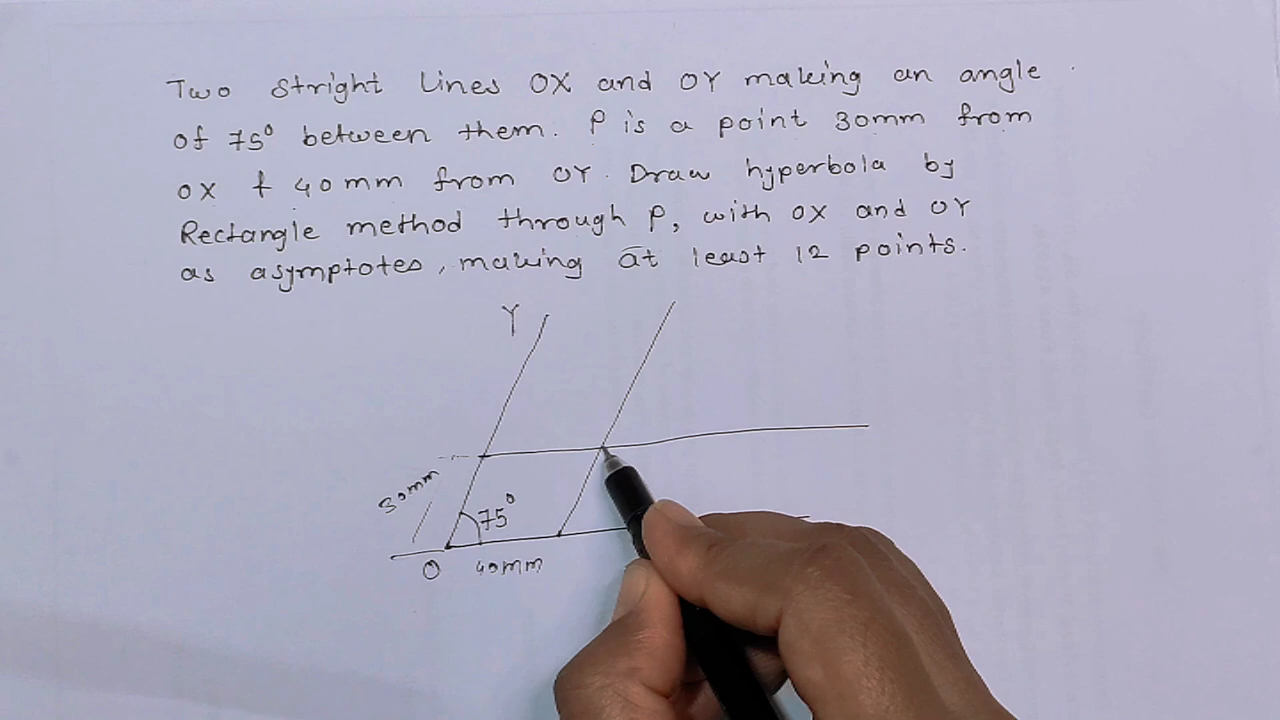 Two Stright Lines OX and OY making an angle
of 75° between them. P is a point 30mm from
OX & 40mm from OY. Draw hyperbola by
Rectangle method through P, with OX and OY
as asymptotes, making at least 12 points.
Y
30mm
75°
O 40mm